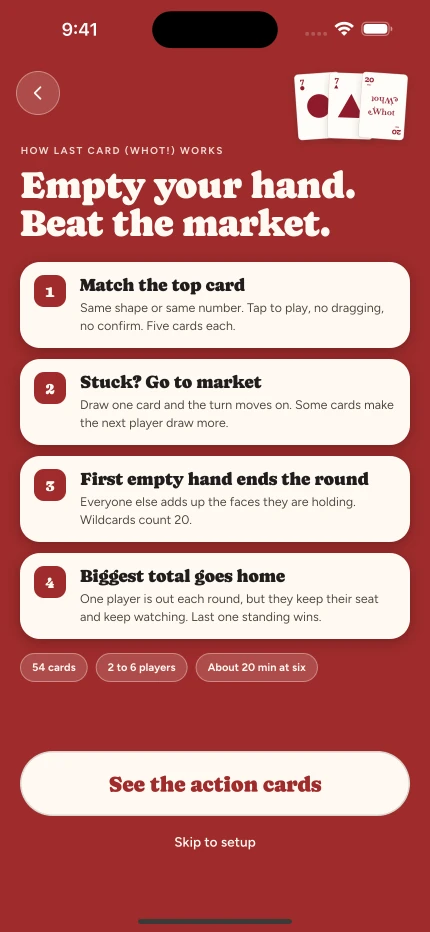 9:41
7
7
20
Whot
Whot
20
HOW LAST CARD (WHOT!) WORKS
Empty your hand.
Beat the market.
1
Match the top card
Same shape or same number. Tap to play, no dragging,
no confirm. Five cards each.
2
Stuck? Go to market
Draw one card and the turn moves on. Some cards make
the next player draw more.
3
First empty hand ends the round
Everyone else adds up the faces they are holding.
Wildcards count 20.
4
Biggest total goes home
One player is out each round, but they keep their seat
and keep watching. Last one standing wins.
54 cards
2 to 6 players
About 20 min at six
See the action cards
Skip to setup